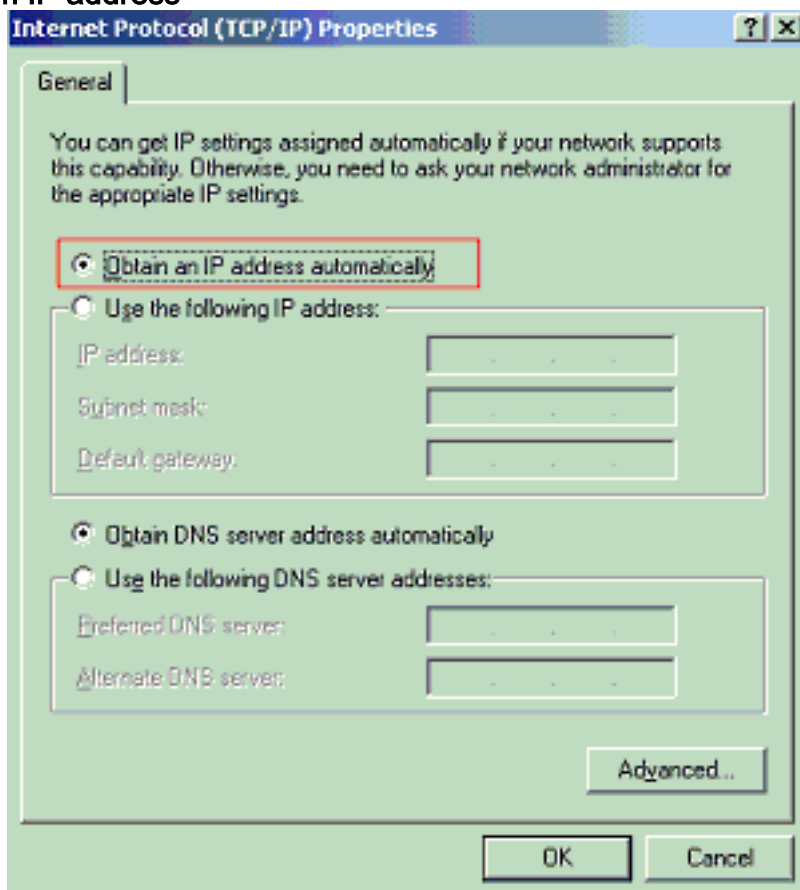 IP address
Internet Protocol (TCP/IP) Properties
General
You can get IP settings assigned automatically if your network supports
this capability. Otherwise, you need to ask your network administrator for
the appropriate IP settings.
Obtain an IP address automatically
Use the following IP address:
IP address:
Subnet mask:
Default gateway:
Obtain DNS server address automatically
Use the following DNS server addresses:
Preferred DNS server:
Alternate DNS server:
Advanced...
OK
Cancel